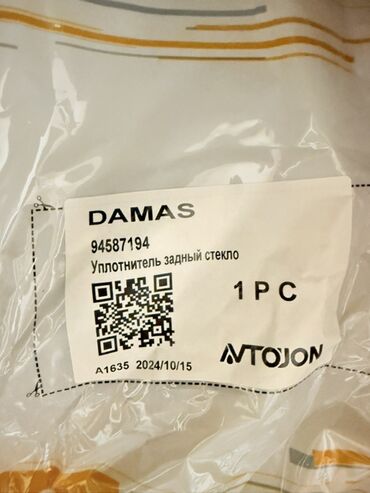 DAMAS
94587194
Уплотнитель задный стекло
1 PC
A1635 2024/10/15
AVTOJON